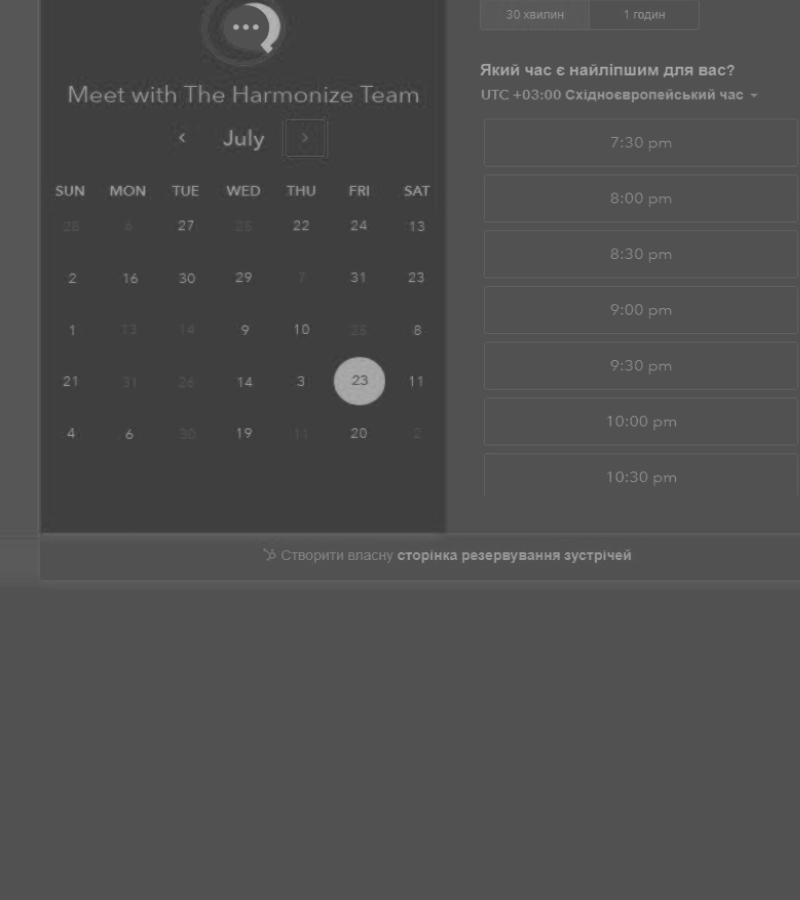 30 хвилин 1 годин
Meet with The Harmonize Team
July
SUN MON TUE WED THU FRI SAT
28 6 27 25 22 24 13
2 16 30 29 7 31 23
1 13 14 9 10 25 8
21 31 26 14 3 23 11
4 6 30 19 11 20 2
Який час є найліпшим для вас?
UTC +03:00 Східноєвропейський час
7:30 pm
8:00 pm
8:30 pm
9:00 pm
9:30 pm
10:00 pm
10:30 pm
Створити власну сторінка резервування зустрічей